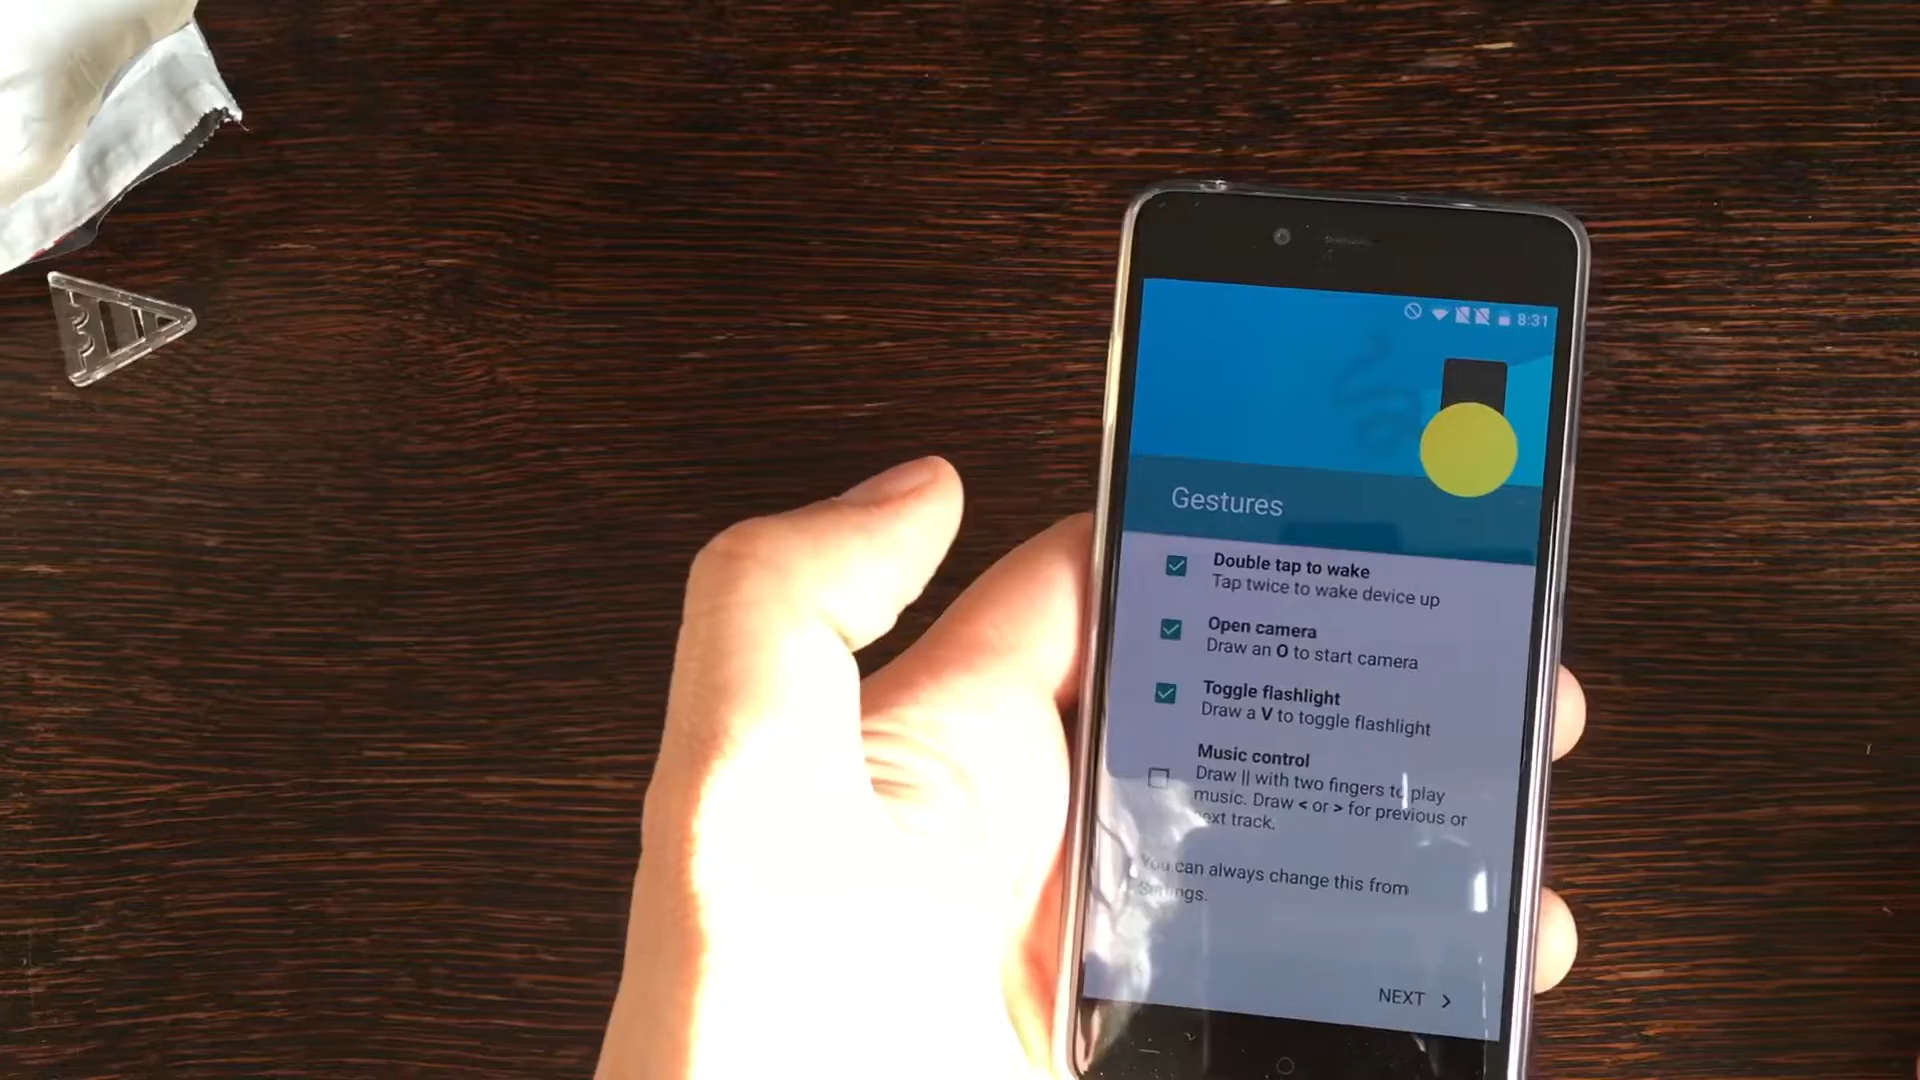 8:31
Gestures
Double tap to wake
Tap twice to wake device up
Open camera
Draw an O to start camera
Toggle flashlight
Draw a V to toggle flashlight
Music control
Draw || with two fingers to play
music. Draw < or > for previous or
next track.
You can always change this from
Settings.
NEXT >